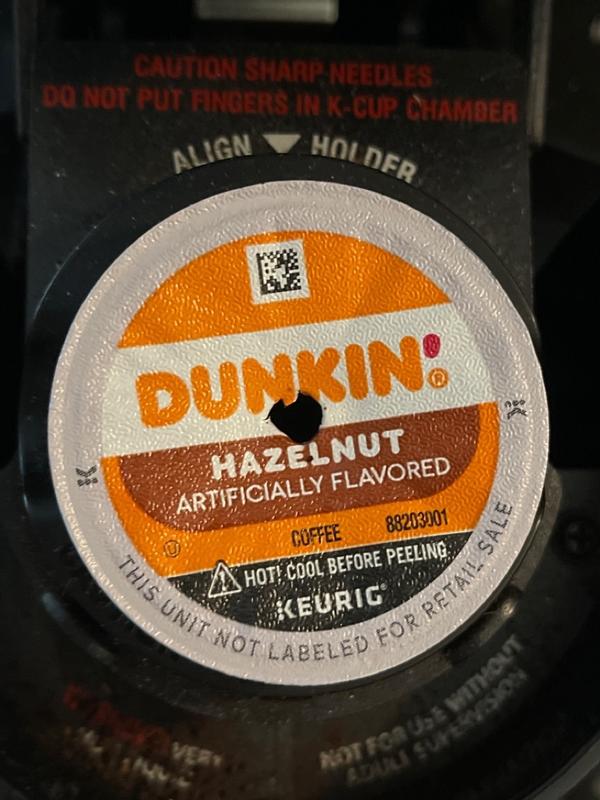 CAUTION SHARP NEEDLES
DO NOT PUT FINGERS IN K-CUP CHAMBER
ALIGN HOLDER
DUNKIN'®
HAZELNUT
ARTIFICIALLY FLAVORED
COFFEE 88203001
U
HOT! COOL BEFORE PEELING.
KEURIG®
THIS UNIT NOT LABELED FOR RETAIL SALE
VERY
NOT FOR USE WITHOUT
ADULT SUPERVISION